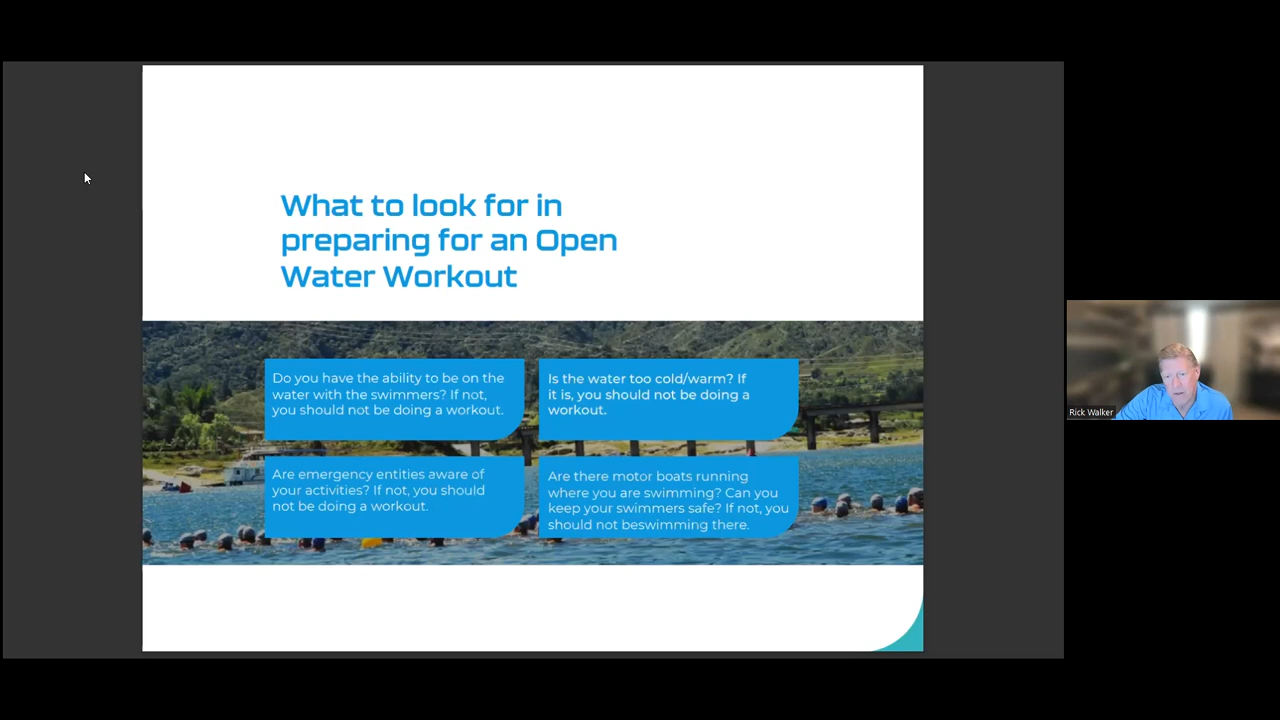 What to look for in
preparing for an Open
Water Workout
Do you have the ability to be on the
water with the swimmers? If not,
you should not be doing a workout.
Is the water too cold/warm? If
it is, you should not be doing a
workout.
Are emergency entities aware of
your activities? If not, you should
not be doing a workout.
Are there motor boats running
where you are swimming? Can you
keep your swimmers safe? If not, you
should not beswimming there.
Rick Walker